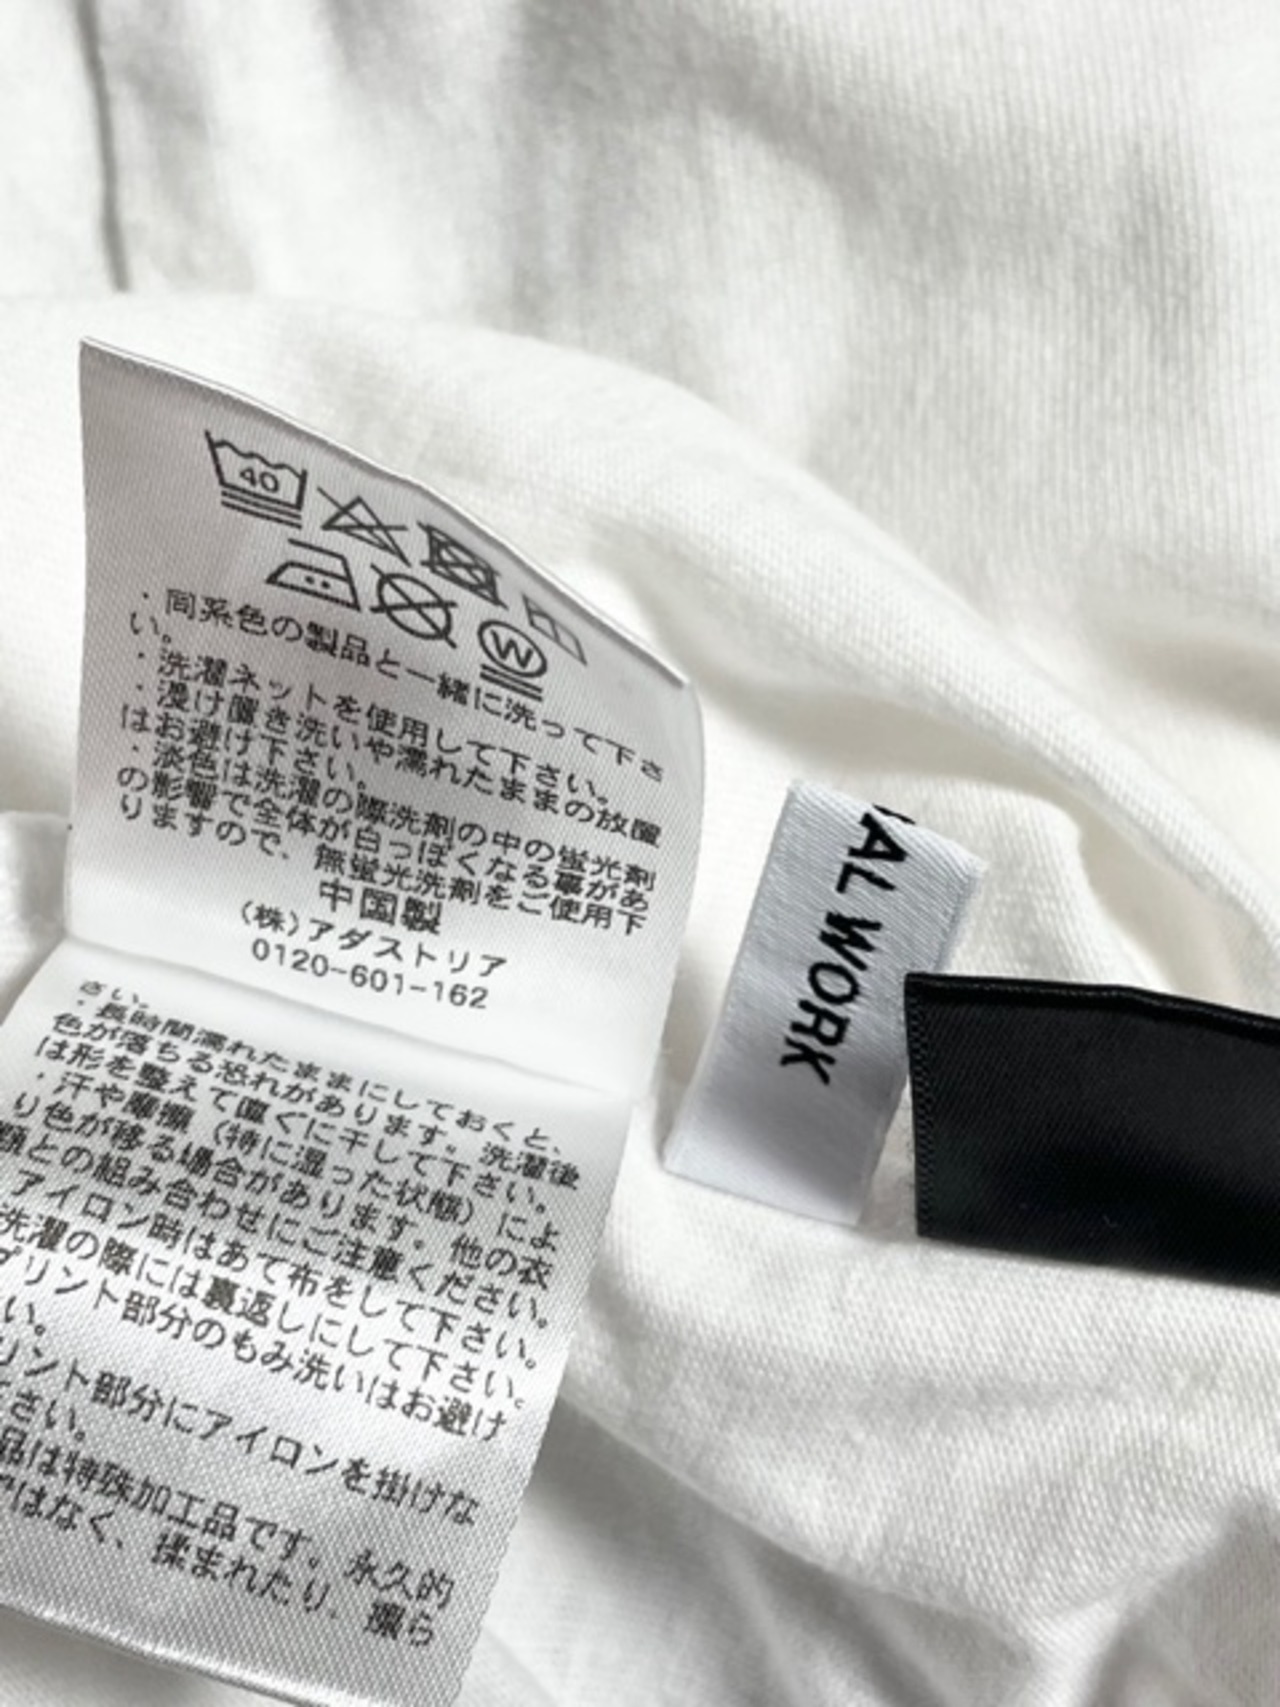 40
W
・同系色の製品と一緒に洗って下さ
い。
・洗濯ネットを使用して下さい。
・浸け置き洗いや濡れたままの放置
はお避け下さい。
・淡色は洗濯の際洗剤の中の蛍光剤
の影響で全体が白っぽくなる事があ
りますので、無蛍光洗剤をご使用下
中国製
(株)アダストリア
0120-601-162
さい。
・長時間濡れたままにしておくと、
色が落ちる恐れがあります。洗濯後
は形を整えて直ぐに干して下さい。
・汗や摩擦（特に湿った状態）によ
り色が移る場合があります。他の衣
類との組み合わせにご注意ください。
アイロン時はあて布をして下さい。
洗濯の際には裏返しにして下さい。
プリント部分のもみ洗いはお避け
い。
リント部分にアイロンを掛けな
ださい。
品は特殊加工品です。永久的
ではなく、揉まれたり、濡ら
AL WORK